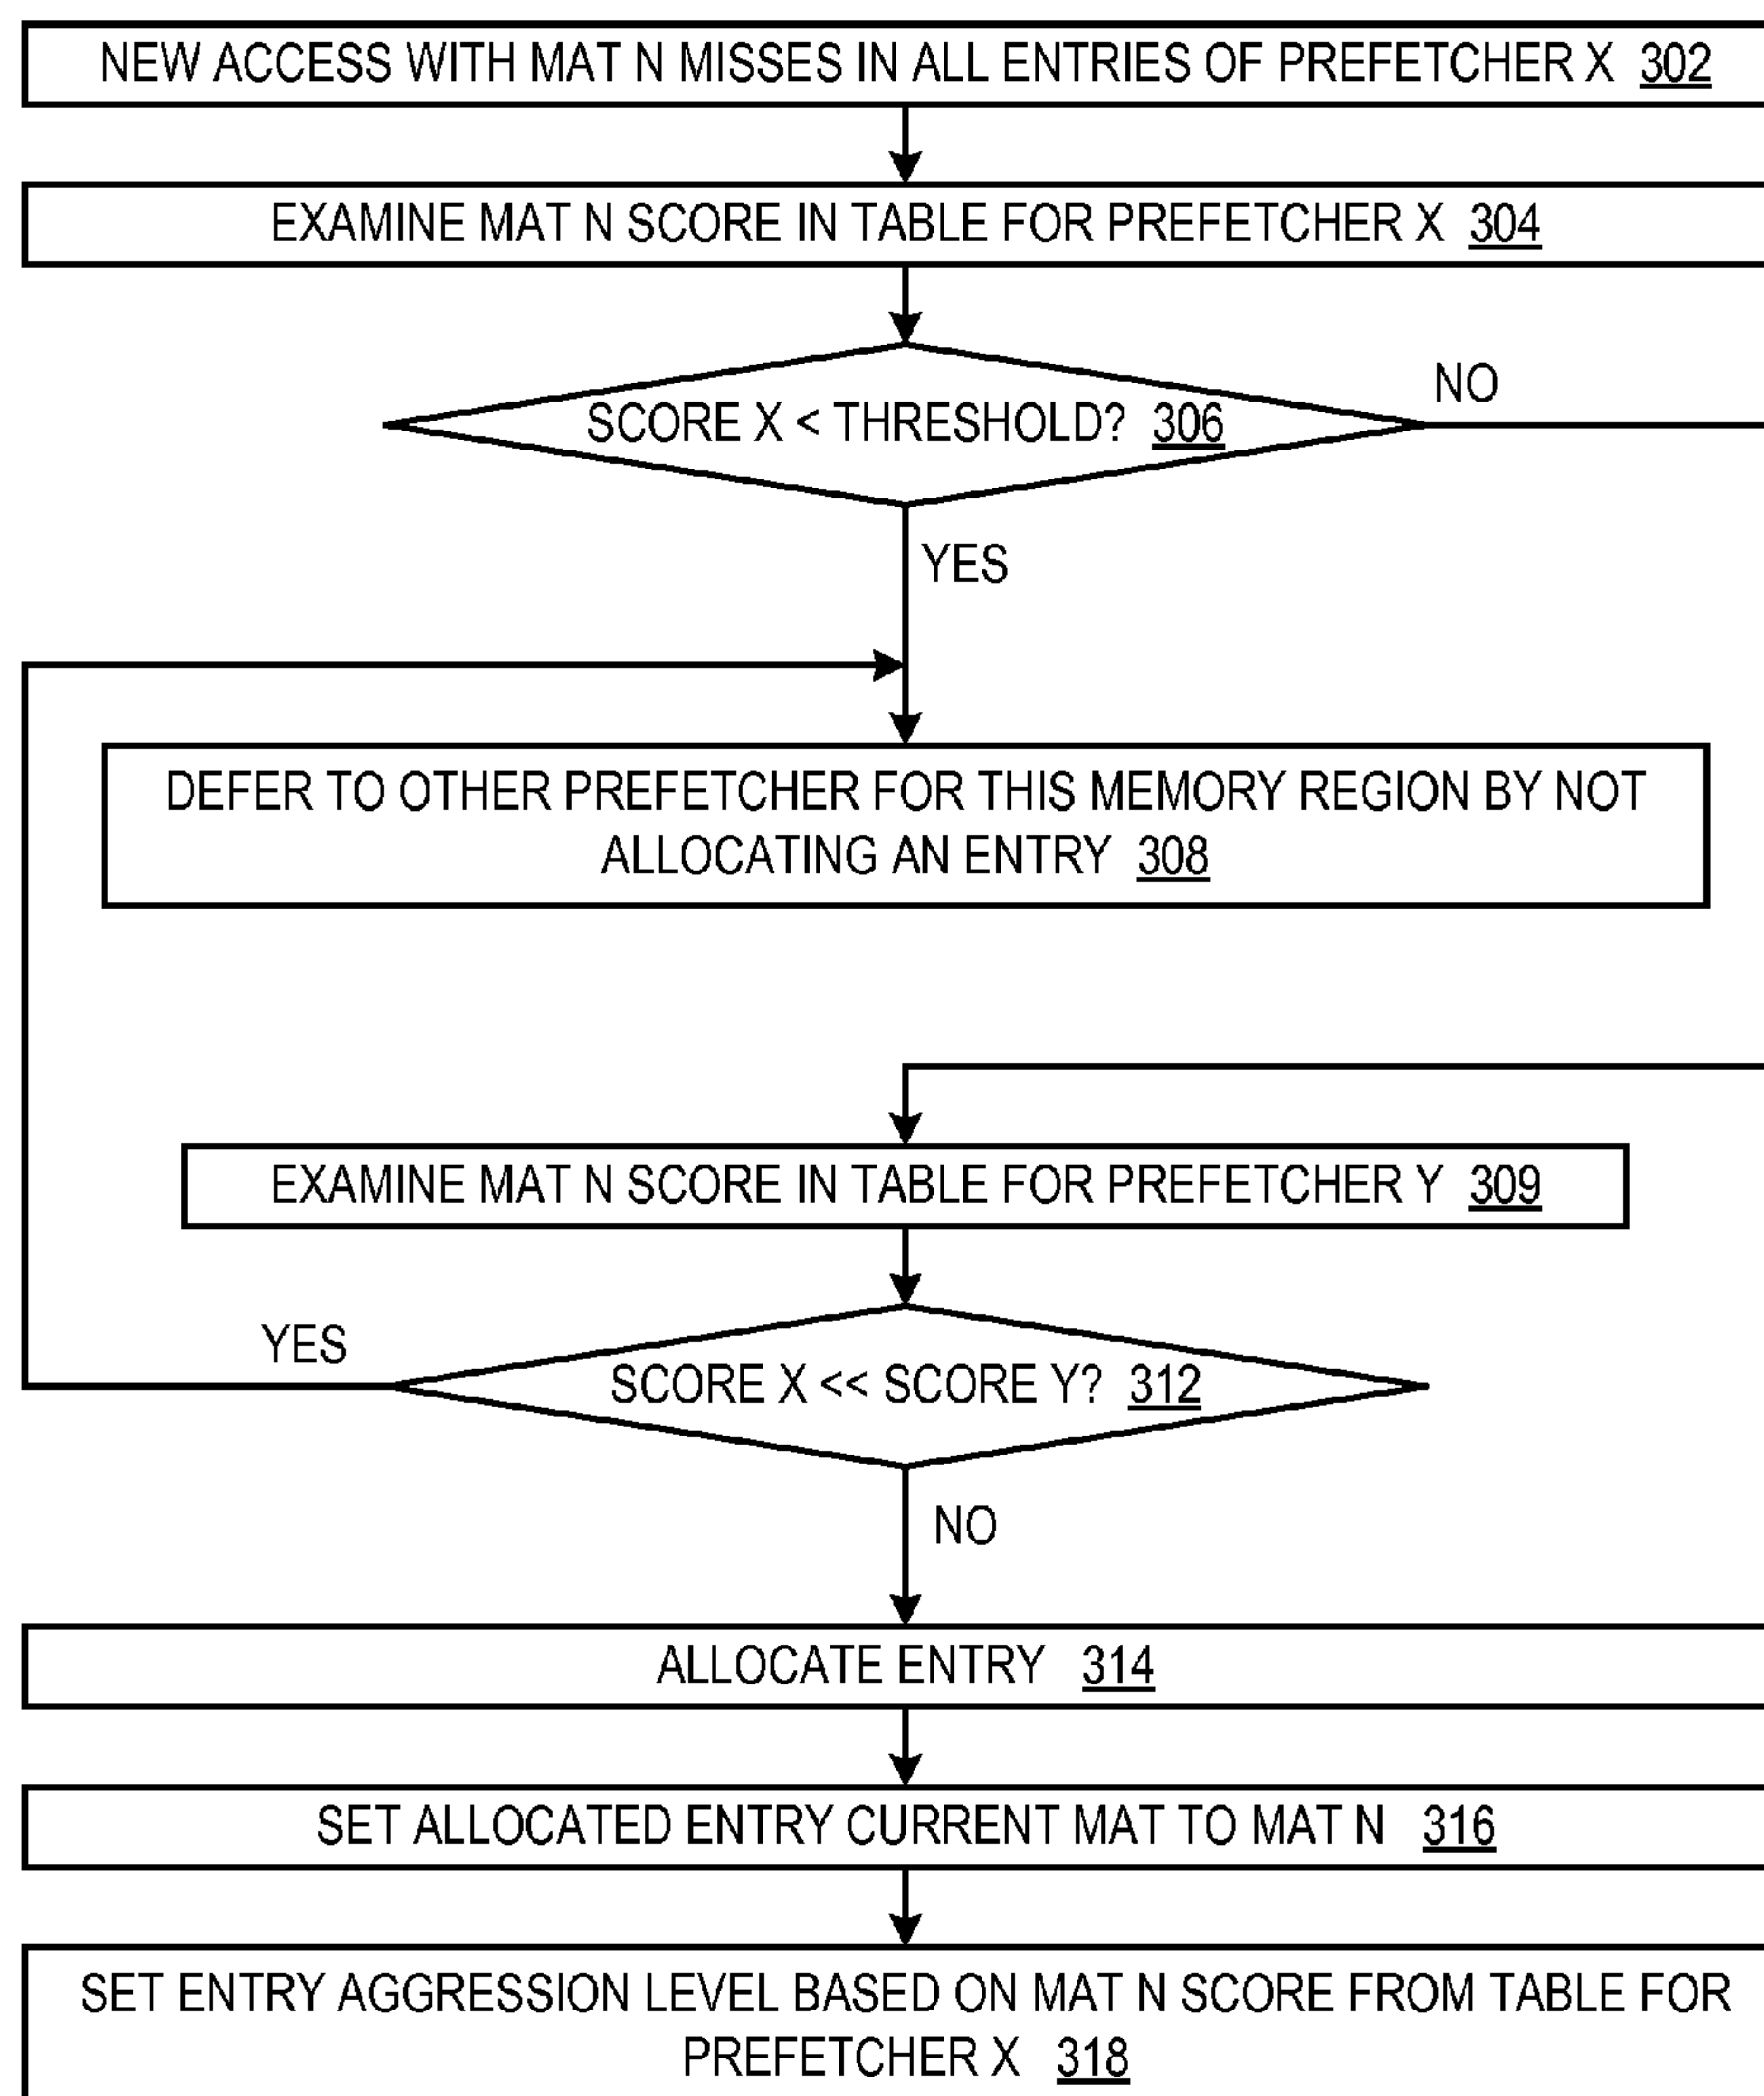 NEW ACCESS WITH MAT N MISSES IN ALL ENTRIES OF PREFETCHER X 302
EXAMINE MAT N SCORE IN TABLE FOR PREFETCHER X 304
SCORE X < THRESHOLD? 306
NO
YES
DEFER TO OTHER PREFETCHER FOR THIS MEMORY REGION BY NOT
ALLOCATING AN ENTRY 308
EXAMINE MAT N SCORE IN TABLE FOR PREFETCHER Y 309
YES
SCORE X << SCORE Y? 312
NO
ALLOCATE ENTRY 314
SET ALLOCATED ENTRY CURRENT MAT TO MAT N 316
SET ENTRY AGGRESSION LEVEL BASED ON MAT N SCORE FROM TABLE FOR
PREFETCHER X 318